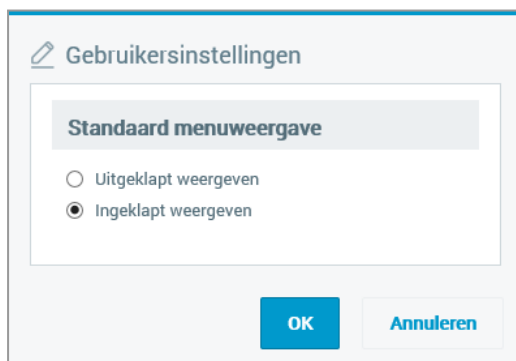 Gebruikersinstellingen
Standaard menuweergave
Uitgeklapt weergeven
Ingeklapt weergeven
OK Annuleren